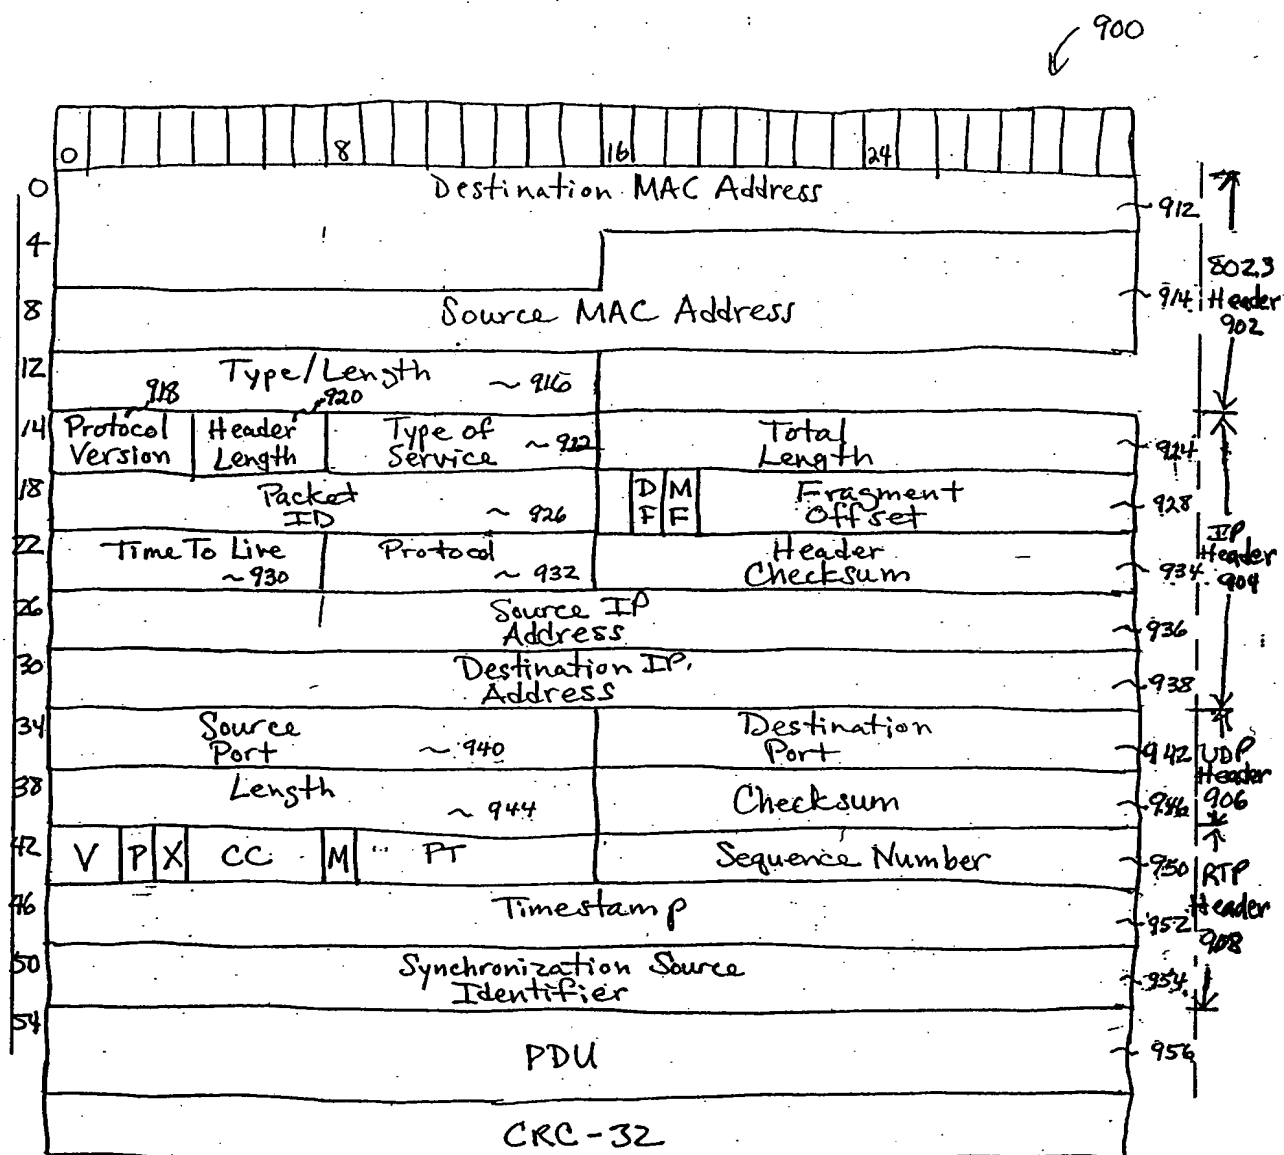 900
0 8 16 24
0 Destination MAC Address 912
4
802.3
Header
902
8 Source MAC Address 914
12 Type/Length ~ 916
918 920
14 Protocol Version Header Length Type of Service ~ 922 Total Length 924
18 Packet ID ~ 926 DF MF Fragment Offset 928
22 Time To Live ~ 930 Protocol ~ 932 Header Checksum 934
IP
Header
904
26 Source IP Address 936
30 Destination IP Address 938
34 Source Port ~ 940 Destination Port 942
38 Length ~ 944 Checksum 946
UDP
Header
906
42 V P X CC M PT Sequence Number 950
46 Timestamp 952
RTP
Header
908
50 Synchronization Source Identifier 954
54 PDU 956
CRC-32